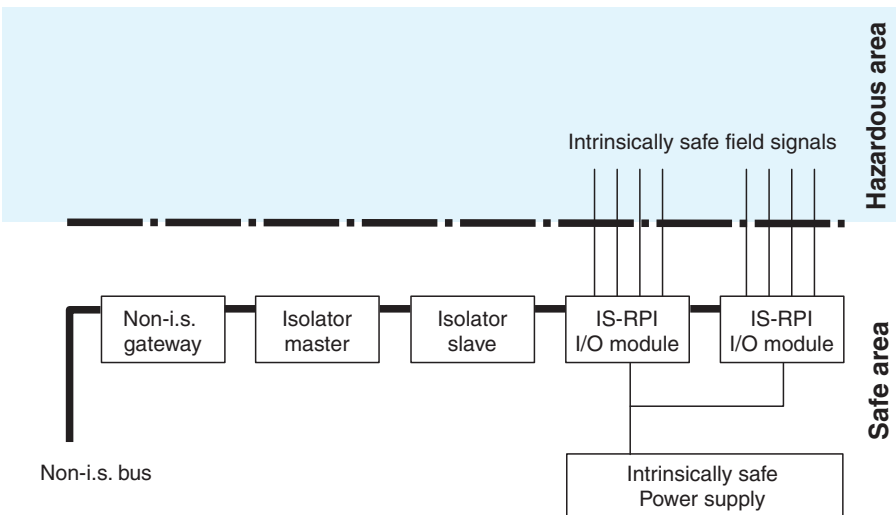 Hazardous area
Intrinsically safe field signals
Non-i.s.
gateway
Isolator
master
Isolator
slave
IS-RPI
I/O module
IS-RPI
I/O module
Safe area
Non-i.s. bus
Intrinsically safe
Power supply